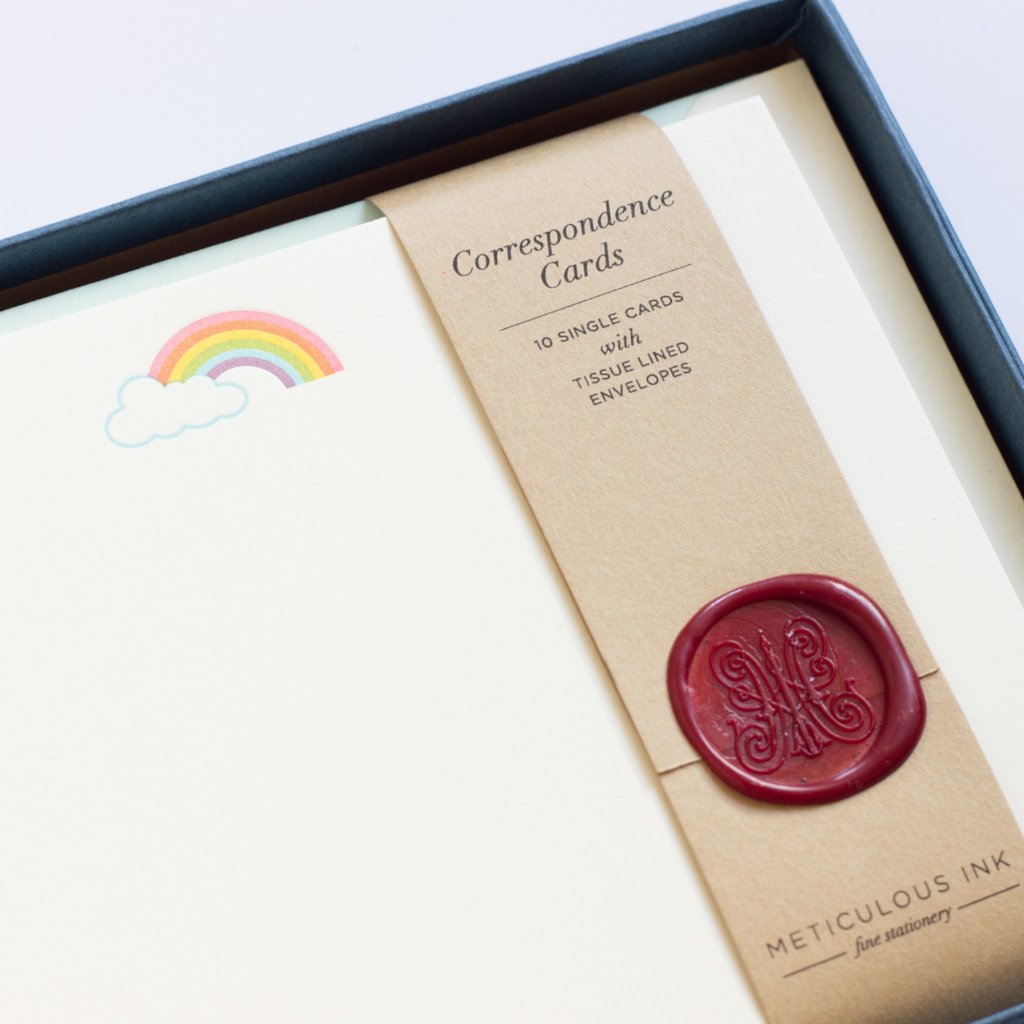 Correspondence
Cards
10 SINGLE CARDS
with
TISSUE LINED
ENVELOPES
METICULOUS INK
fine stationery